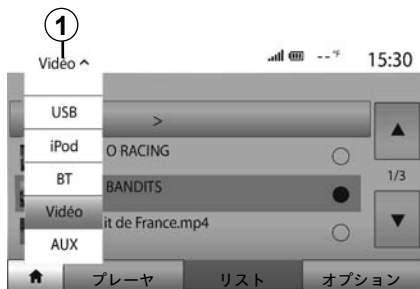 1
Vidéo ^
--°F 15:30
USB
>
iPod
O RACING
BT
BANDITS
1/3
Vidéo
it de France.mp4
AUX
プレーヤ リスト オプション